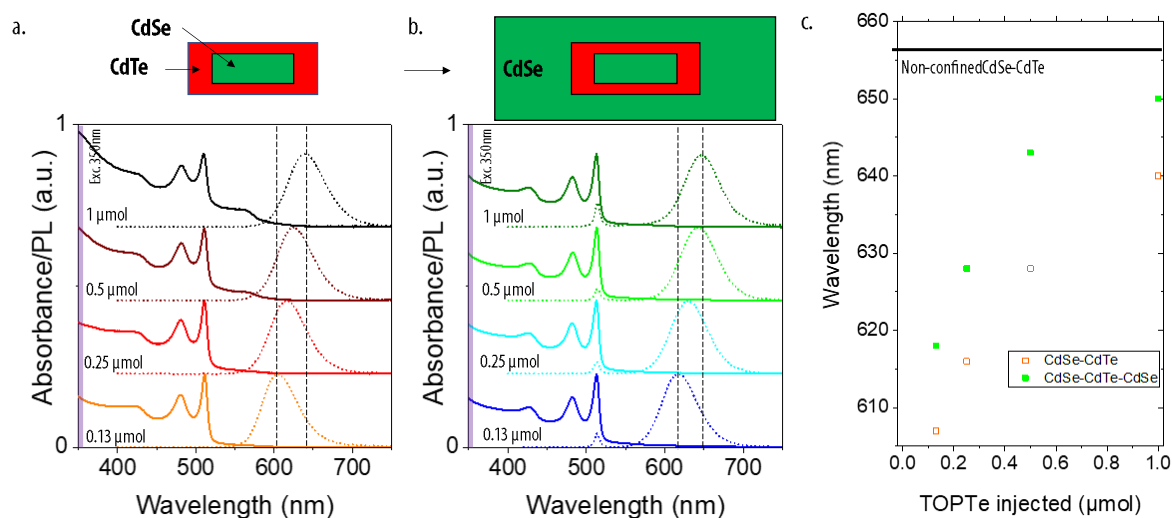 a.
CdSe
CdTe
1
Absorbance/PL (a.u.)
0
Exc.350nm
1 µmol
0.5 µmol
0.25 µmol
0.13 µmol
400 500 600 700
Wavelength (nm)
b.
CdSe
1
Absorbance/PL (a.u.)
0
Exc.350nm
1 µmol
0.5 µmol
0.25 µmol
0.13 µmol
400 500 600 700
Wavelength (nm)
c.
660
650
640
630
620
610
Wavelength (nm)
Non-confinedCdSe-CdTe
CdSe-CdTe
CdSe-CdTe-CdSe
0.0 0.2 0.4 0.6 0.8 1.0
TOPTe injected (µmol)